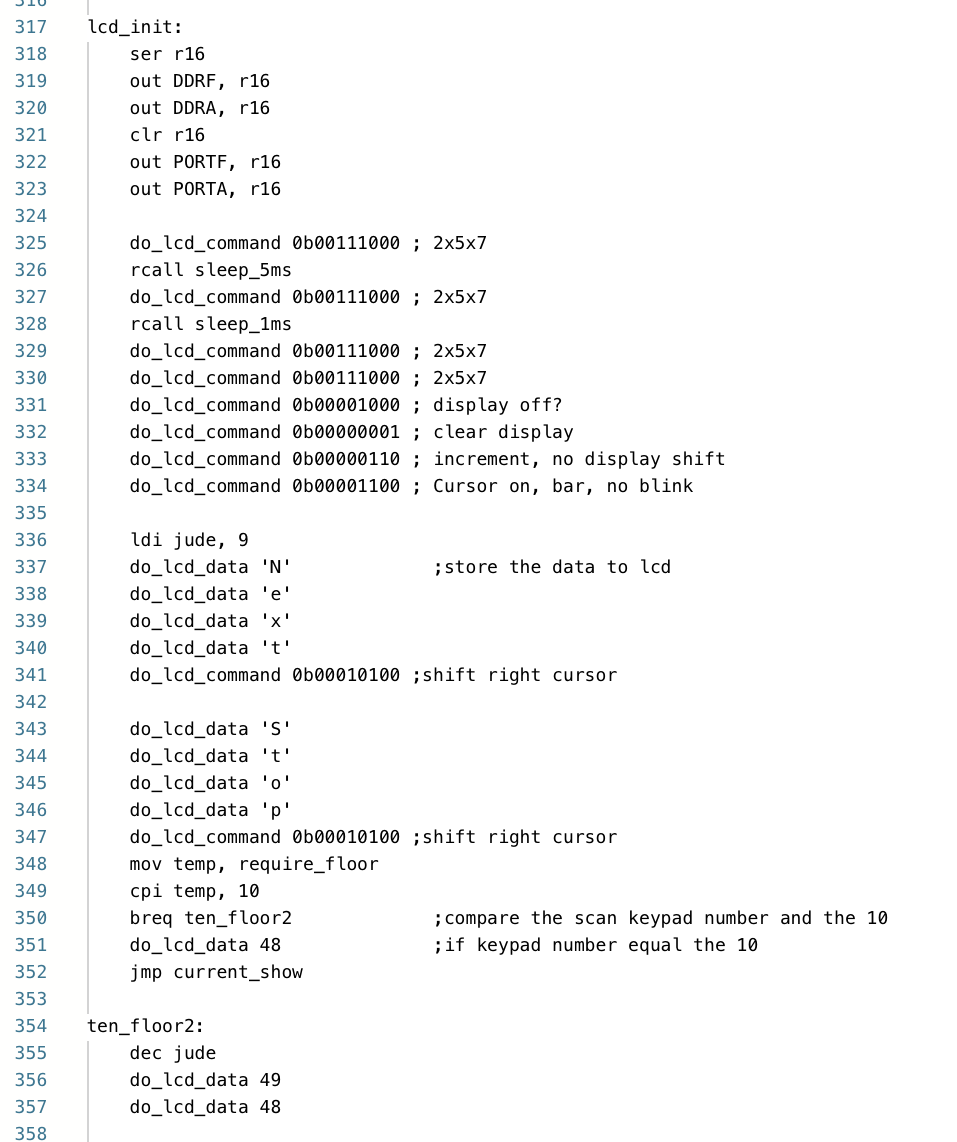 316
317 lcd_init:
318     ser r16
319     out DDRF, r16
320     out DDRA, r16
321     clr r16
322     out PORTF, r16
323     out PORTA, r16
324
325     do_lcd_command 0b00111000 ; 2x5x7
326     rcall sleep_5ms
327     do_lcd_command 0b00111000 ; 2x5x7
328     rcall sleep_1ms
329     do_lcd_command 0b00111000 ; 2x5x7
330     do_lcd_command 0b00111000 ; 2x5x7
331     do_lcd_command 0b00001000 ; display off?
332     do_lcd_command 0b00000001 ; clear display
333     do_lcd_command 0b00000110 ; increment, no display shift
334     do_lcd_command 0b00001100 ; Cursor on, bar, no blink
335
336     ldi jude, 9
337     do_lcd_data 'N'             ;store the data to lcd
338     do_lcd_data 'e'
339     do_lcd_data 'x'
340     do_lcd_data 't'
341     do_lcd_command 0b00010100 ;shift right cursor
342
343     do_lcd_data 'S'
344     do_lcd_data 't'
345     do_lcd_data 'o'
346     do_lcd_data 'p'
347     do_lcd_command 0b00010100 ;shift right cursor
348     mov temp, require_floor
349     cpi temp, 10
350     breq ten_floor2             ;compare the scan keypad number and the 10
351     do_lcd_data 48              ;if keypad number equal the 10
352     jmp current_show
353
354 ten_floor2:
355     dec jude
356     do_lcd_data 49
357     do_lcd_data 48
358